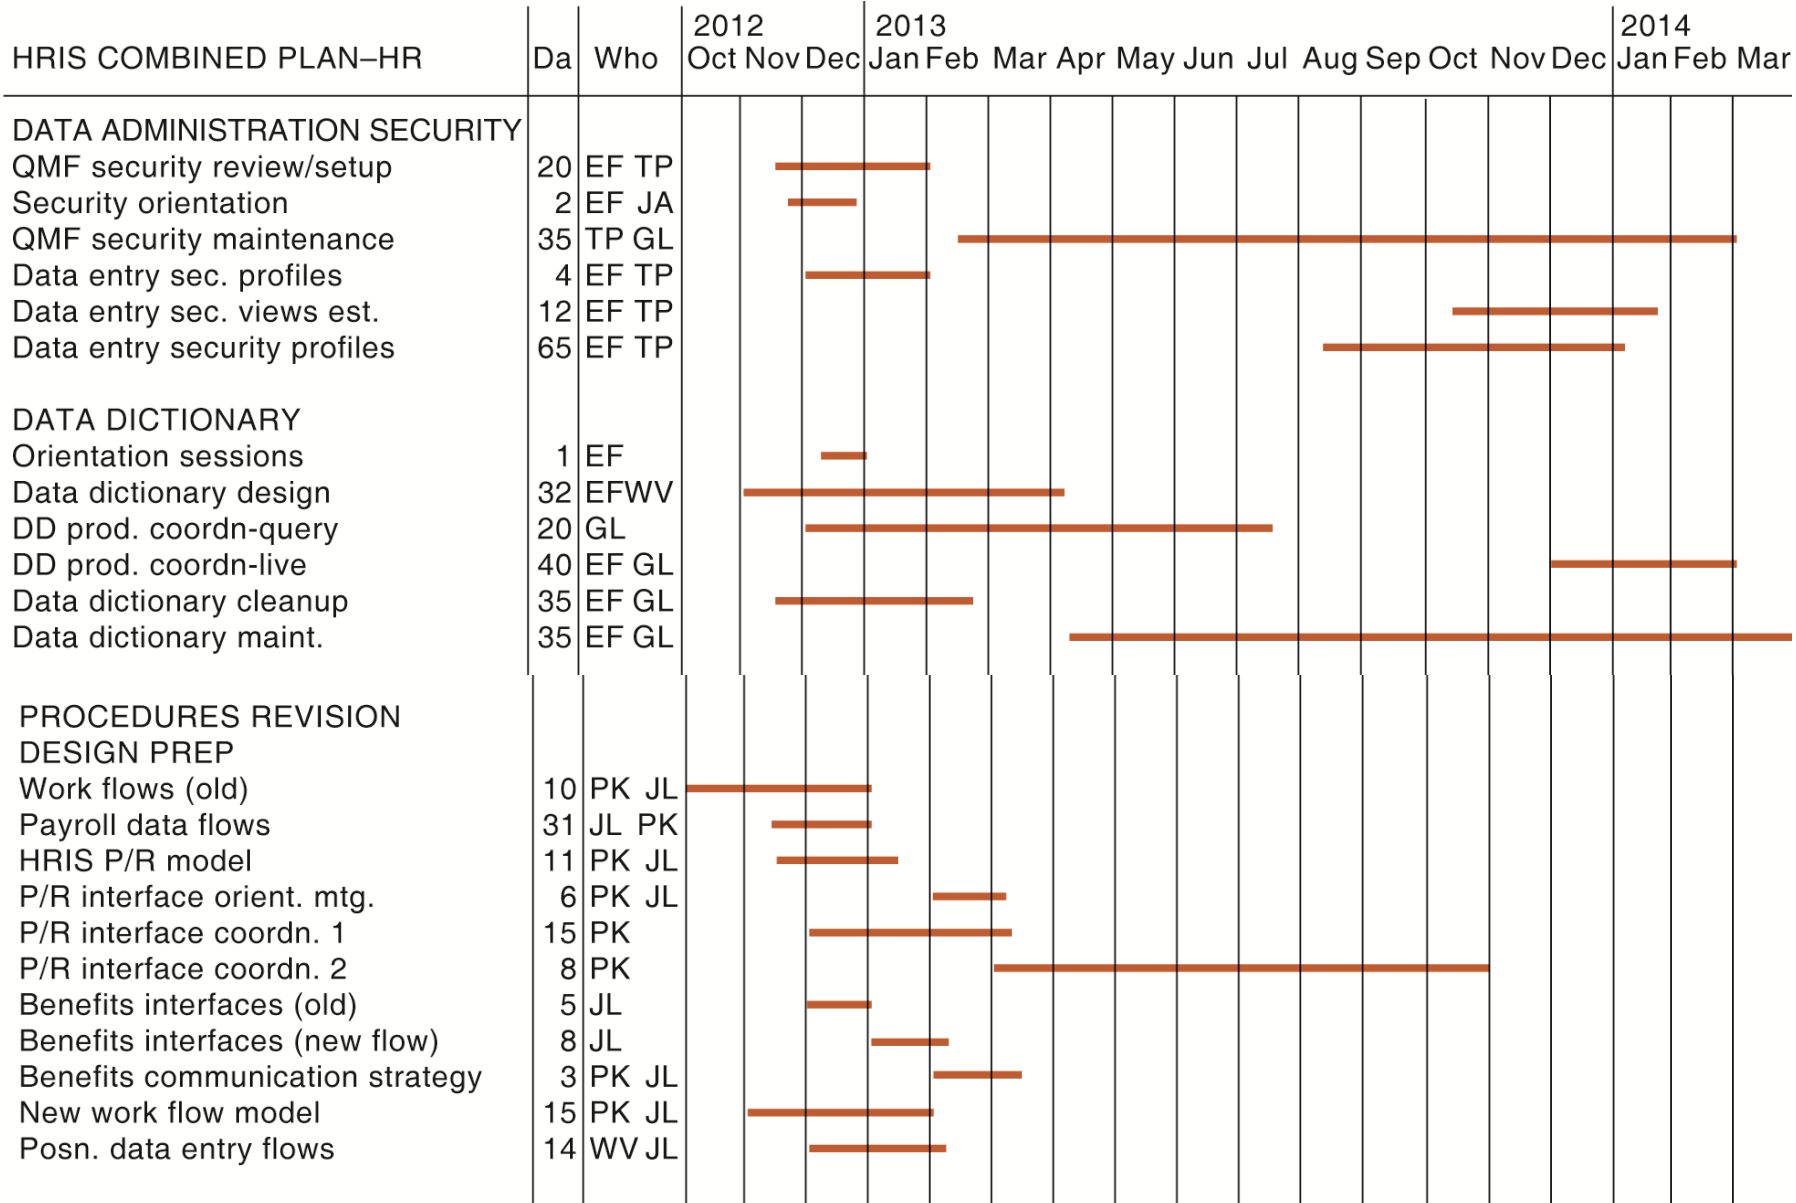 2012 2013 2014
HRIS COMBINED PLAN–HR Da Who Oct Nov Dec Jan Feb Mar Apr May Jun Jul Aug Sep Oct Nov Dec Jan Feb Mar
DATA ADMINISTRATION SECURITY
QMF security review/setup 20 EF TP
Security orientation 2 EF JA
QMF security maintenance 35 TP GL
Data entry sec. profiles 4 EF TP
Data entry sec. views est. 12 EF TP
Data entry security profiles 65 EF TP
DATA DICTIONARY
Orientation sessions 1 EF
Data dictionary design 32 EFWV
DD prod. coordn-query 20 GL
DD prod. coordn-live 40 EF GL
Data dictionary cleanup 35 EF GL
Data dictionary maint. 35 EF GL
PROCEDURES REVISION
DESIGN PREP
Work flows (old) 10 PK JL
Payroll data flows 31 JL PK
HRIS P/R model 11 PK JL
P/R interface orient. mtg. 6 PK JL
P/R interface coordn. 1 15 PK
P/R interface coordn. 2 8 PK
Benefits interfaces (old) 5 JL
Benefits interfaces (new flow) 8 JL
Benefits communication strategy 3 PK JL
New work flow model 15 PK JL
Posn. data entry flows 14 WV JL